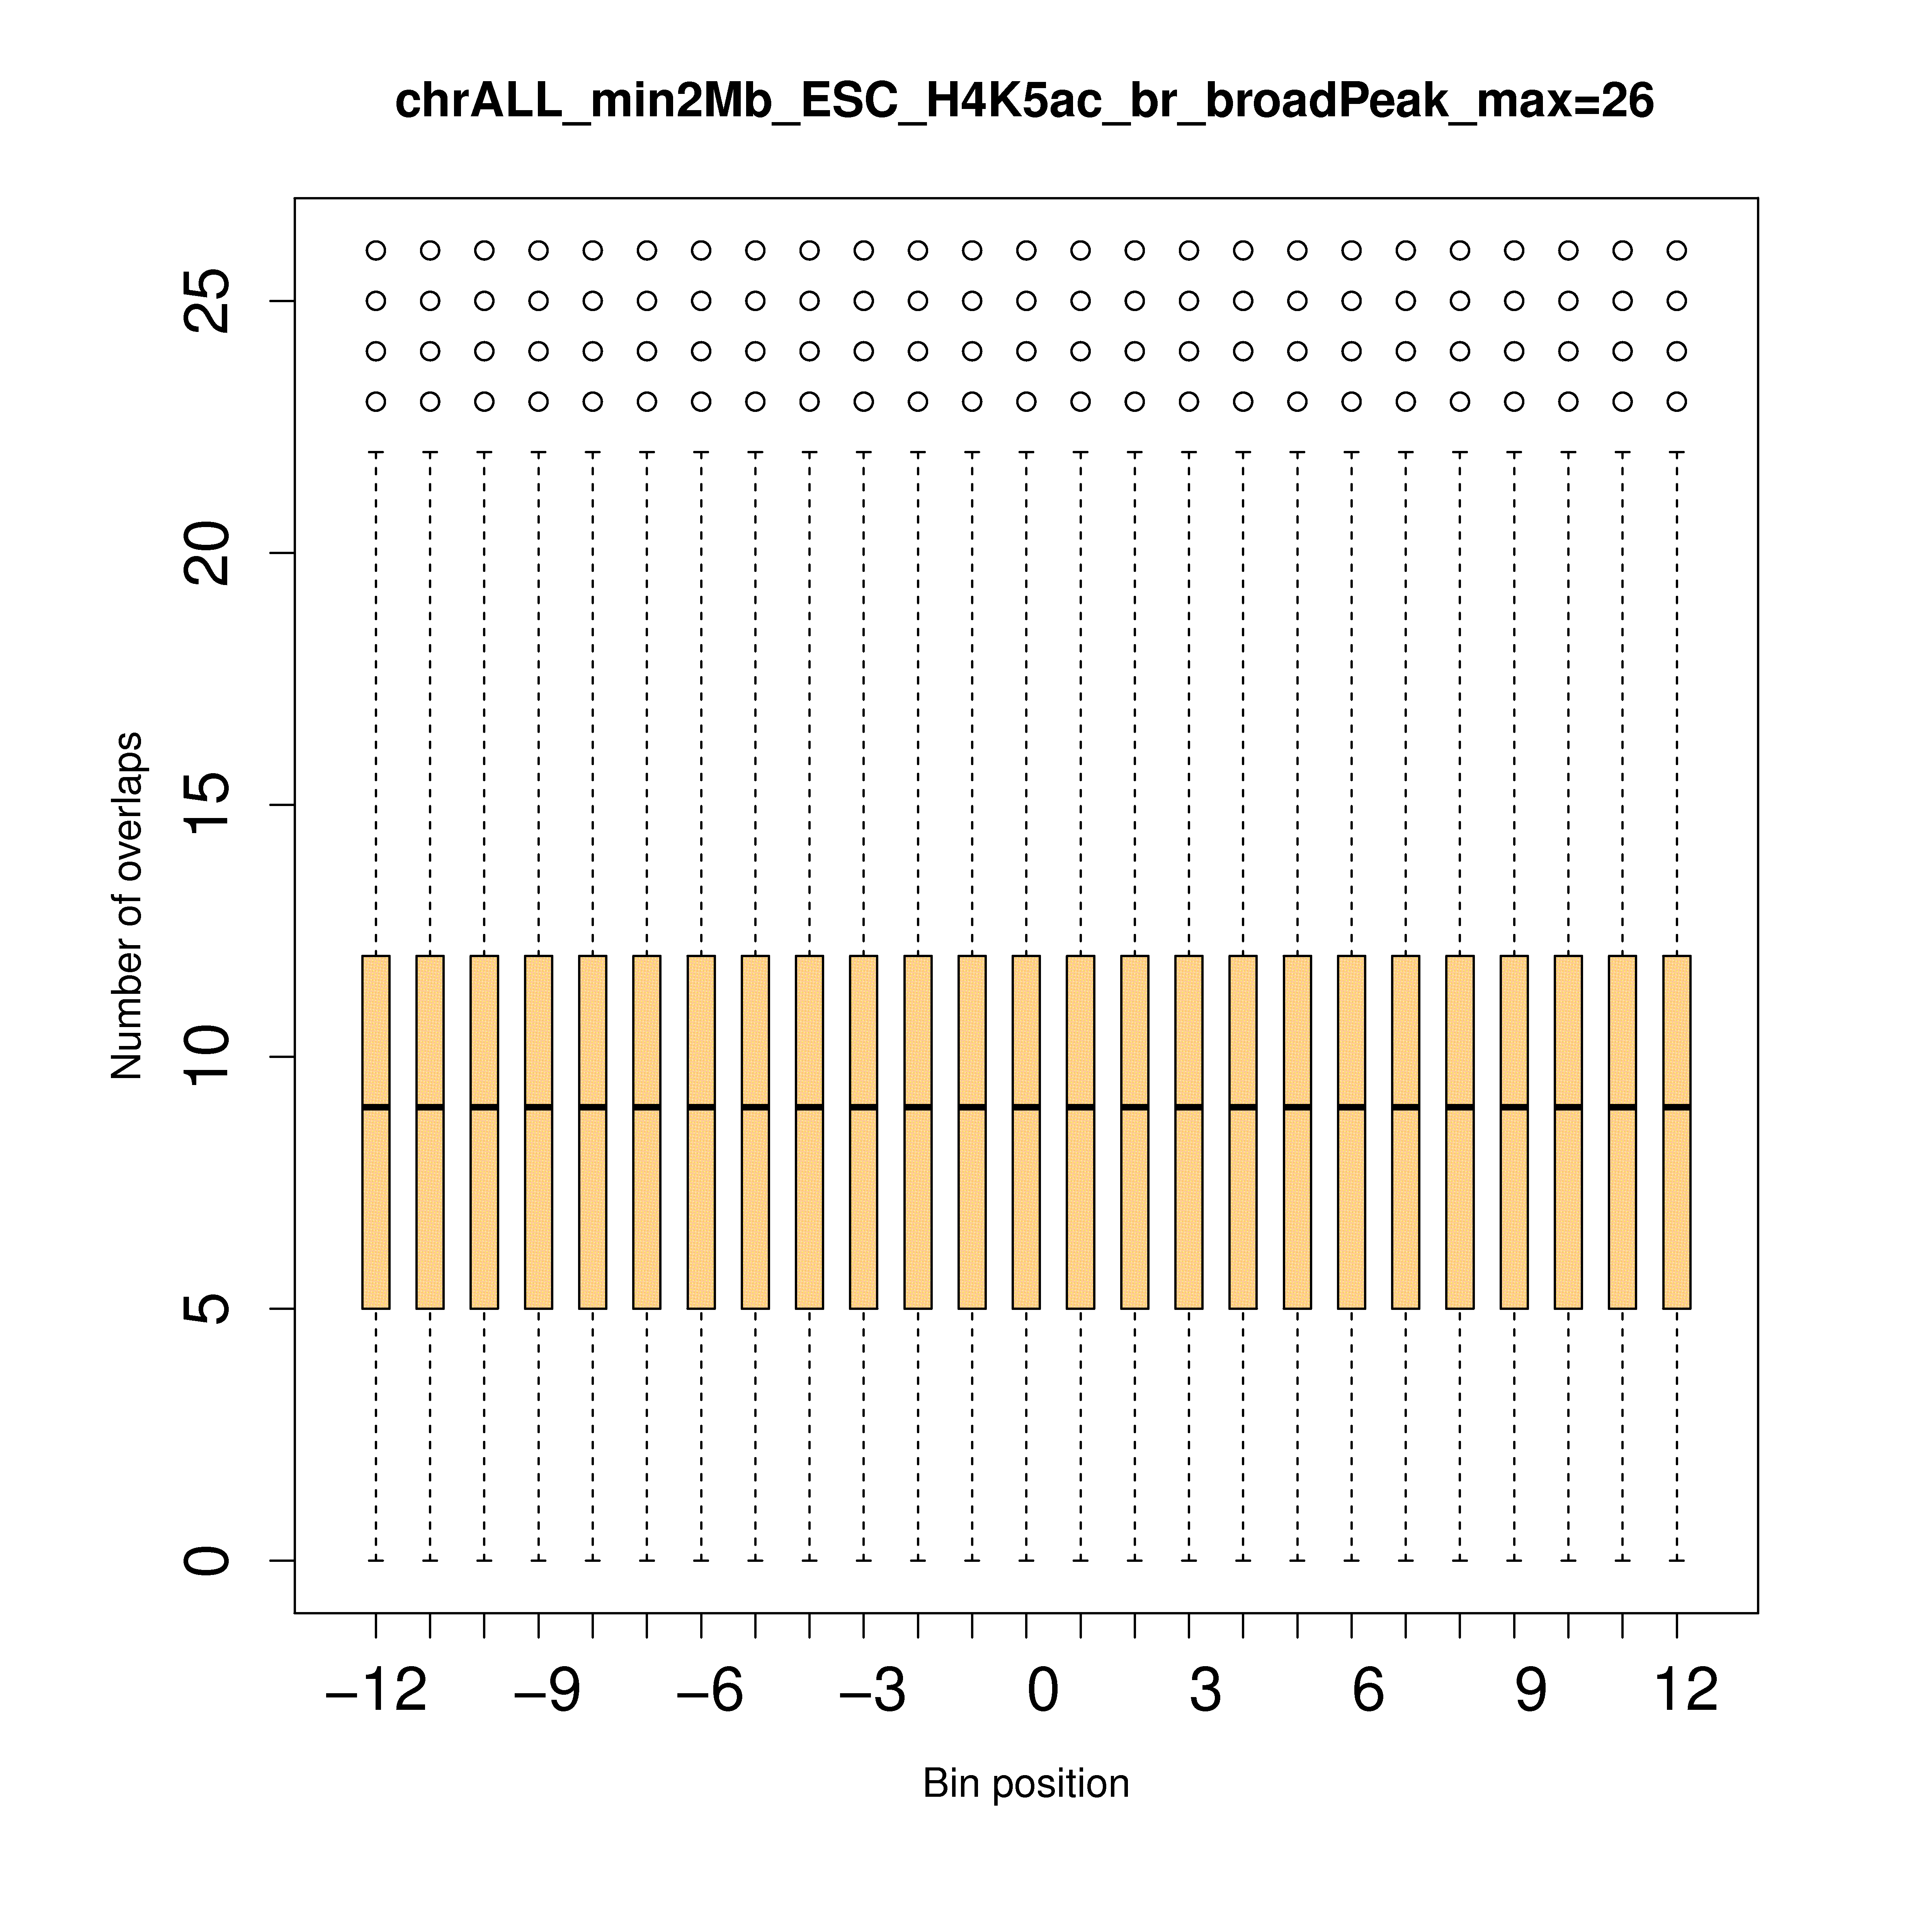 chrALL_min2Mb_ESC_H4K5ac_br_broadPeak_max=26
25
20
15
10
5
0
Number of overlaps
−12 −9 −6 −3 0 3 6 9 12
Bin position